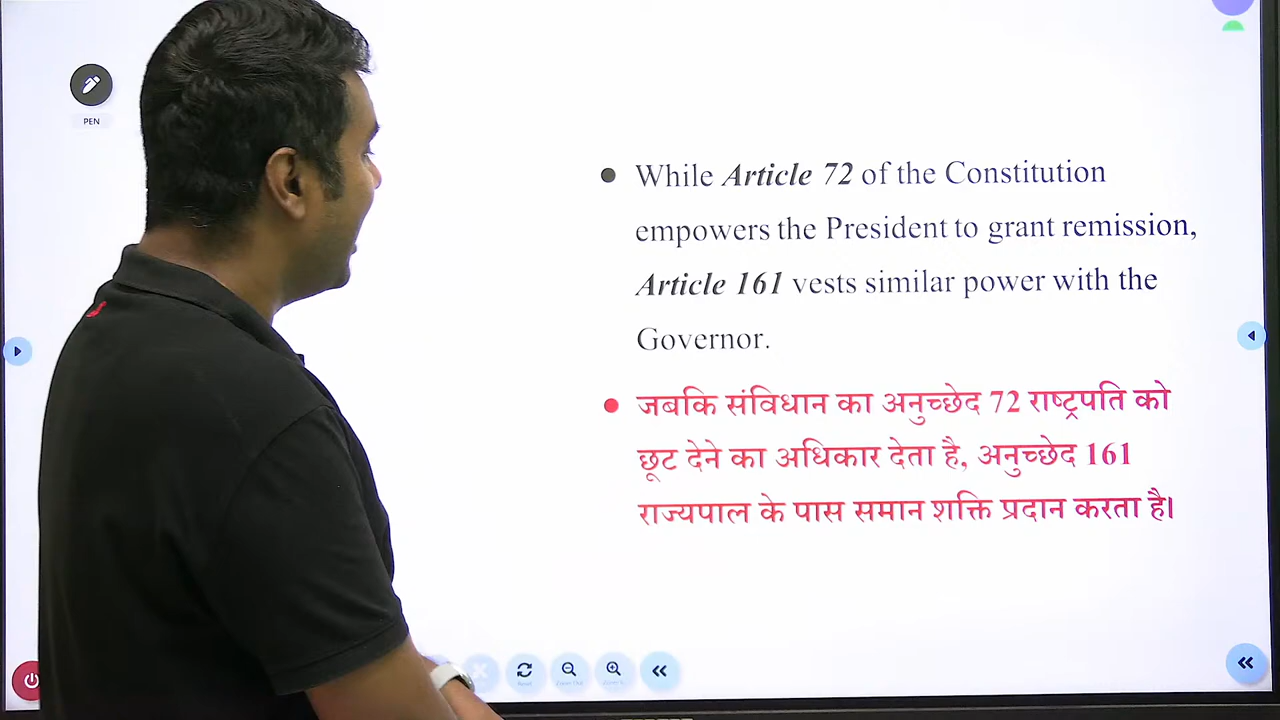 PEN
While Article 72 of the Constitution
empowers the President to grant remission,
Article 161 vests similar power with the
Governor.
जबकि संविधान का अनुच्छेद 72 राष्ट्रपति को
छूट देने का अधिकार देता है, अनुच्छेद 161
राज्यपाल के पास समान शक्ति प्रदान करता है।